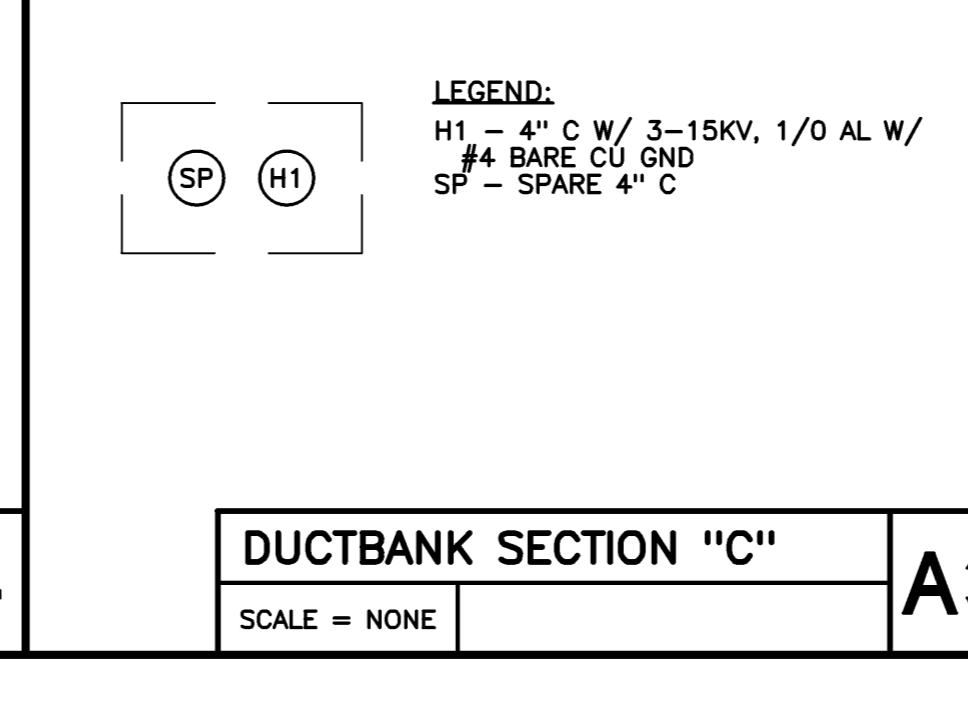 LEGEND:
H1 – 4" C W/ 3–15KV, 1/0 AL W/
#4 BARE CU GND
SP – SPARE 4" C
SP H1
DUCTBANK SECTION "C"
SCALE = NONE
A